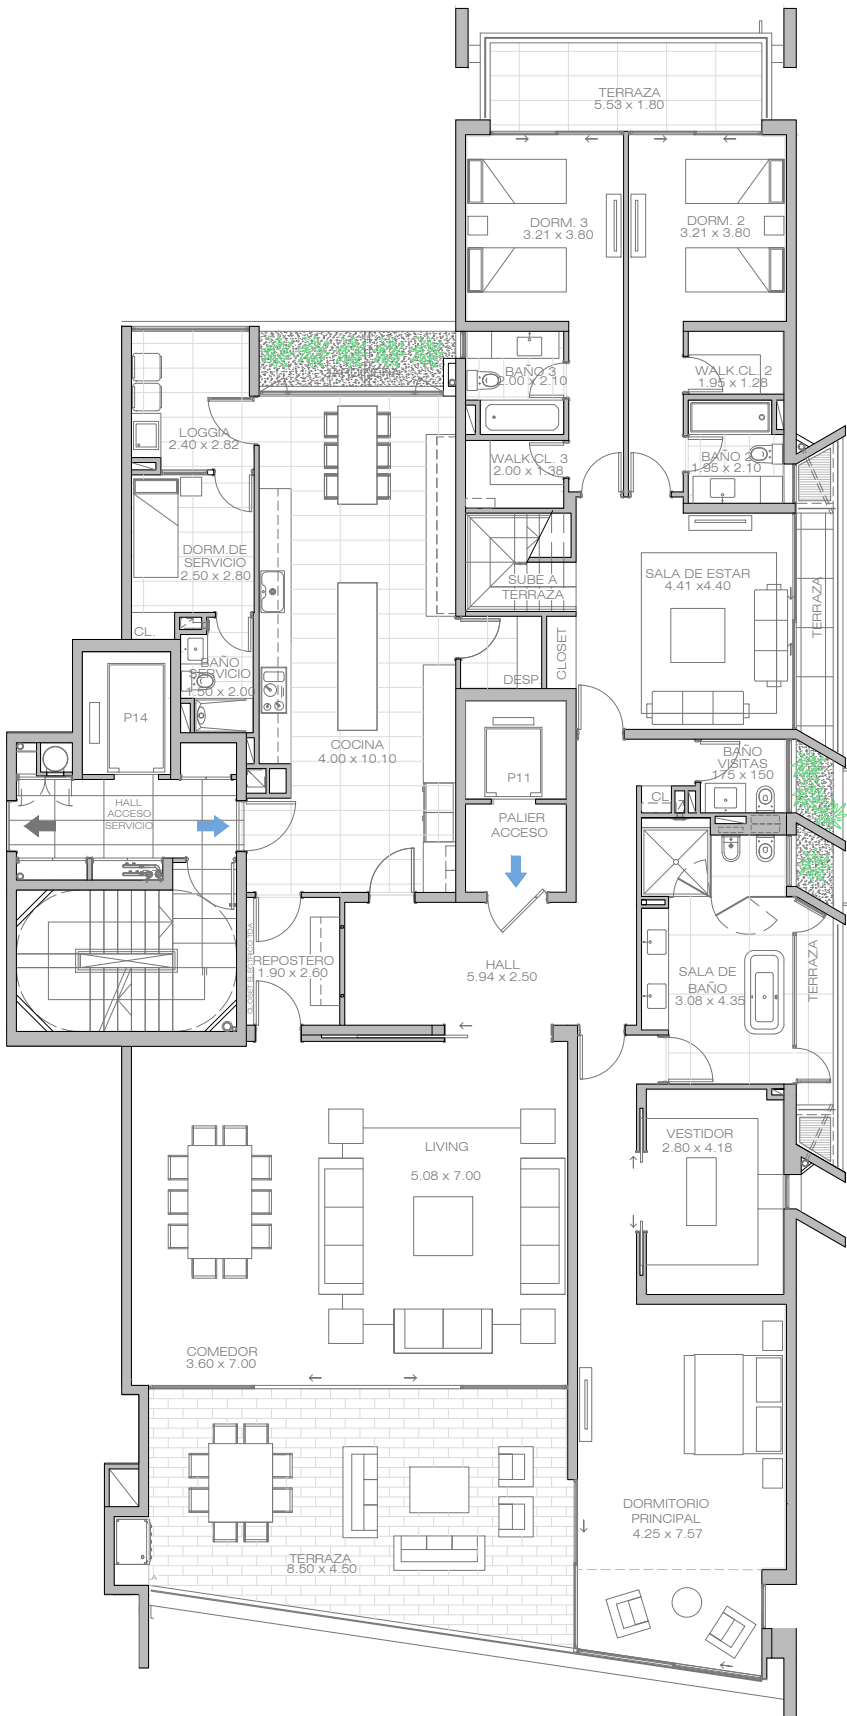 TERRAZA
5.53 x 1.80
DORM. 3
3.21 x 3.80
DORM. 2
3.21 x 3.80
JARDINERA
BAÑO 3
2.00 x 2.10
WALK.CL. 2
1.95 x 1.28
LOGGIA
2.40 x 2.82
WALK.CL. 3
2.00 x 1.38
BAÑO 2
1.95 x 2.10
DORM.DE
SERVICIO
2.50 x 2.80
SUBE A
TERRAZA
SALA DE ESTAR
4.41 x4.40
TERRAZA
CL.
BAÑO
SERVICIO
1.50 x 2.00
CLOSET
DESP.
P14
COCINA
4.00 x 10.10
P11
BAÑO
VISITAS
175 x 150
CL.
HALL
ACCESO
SERVICIO
PALIER
ACCESO
CLOSET ELECTRICO TDA
REPOSTERO
1.90 x 2.60
HALL
5.94 x 2.50
SALA DE
BAÑO
3.08 x 4.35
TERRAZA
LIVING
5.08 x 7.00
VESTIDOR
2.80 x 4.18
COMEDOR
3.60 x 7.00
DORMITORIO
PRINCIPAL
4.25 x 7.57
TERRAZA
8.50 x 4.50